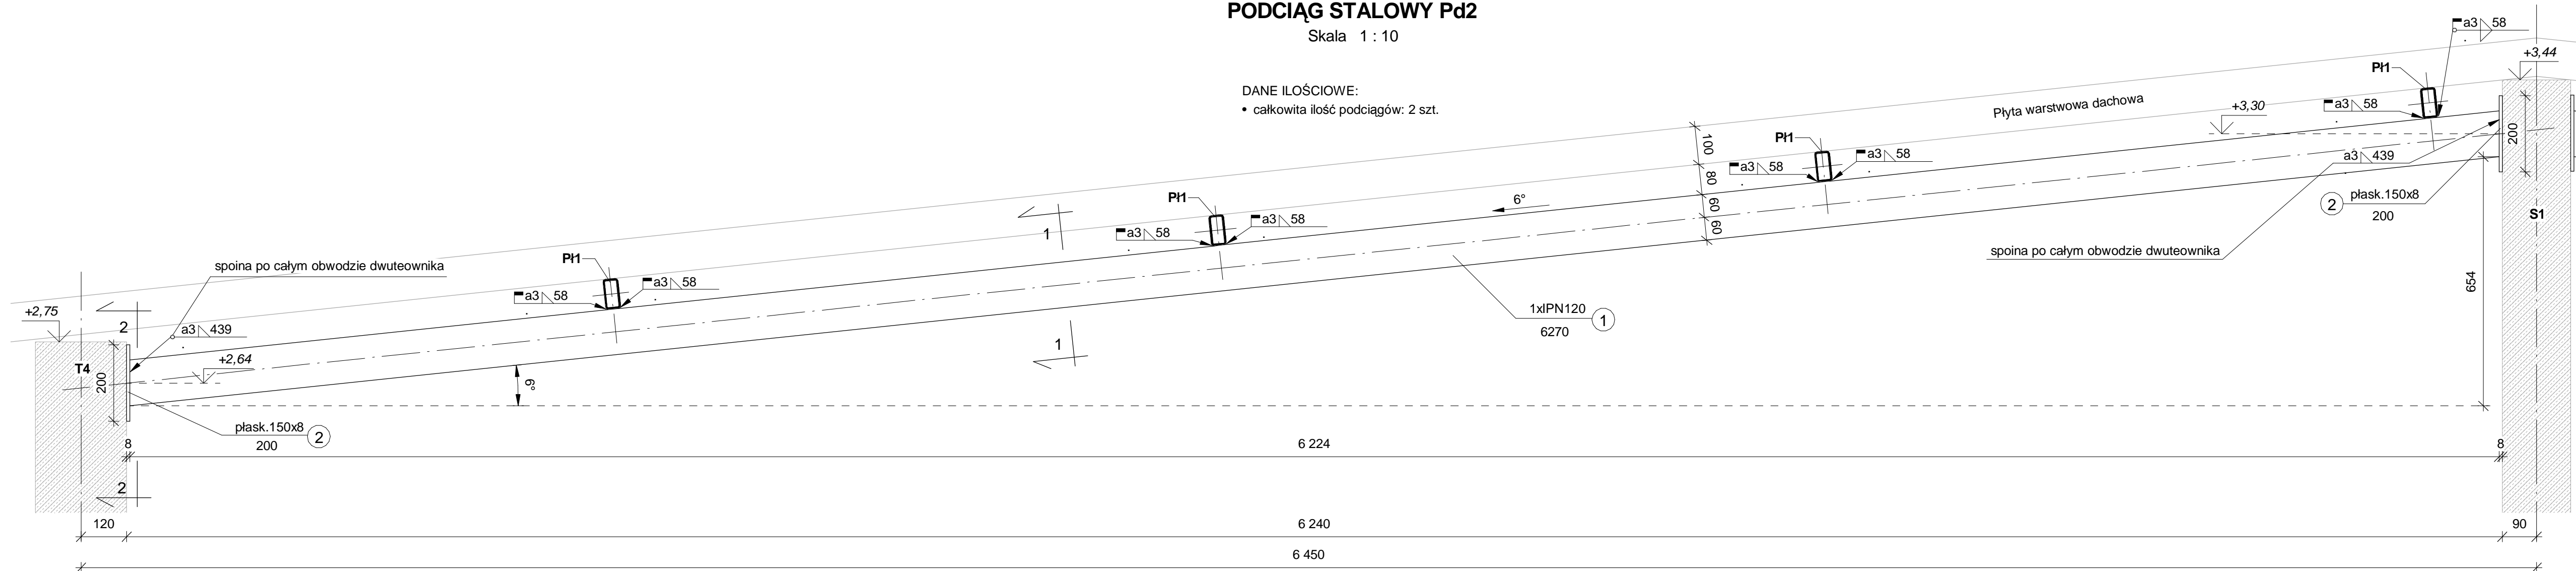 PODCIĄG STALOWY Pd2
Skala 1 : 10
DANE ILOŚCIOWE:
• całkowita ilość podciągów: 2 szt.
a3 58
+3,44
Pł1
a3 58
+3,30
Płyta warstwowa dachowa
200
100
80
60
60
Pł1
a3 58
a3 58
a3 439
2
płask.150x8
200
S1
6°
Pł1
a3 58
a3 58
1
spoina po całym obwodzie dwuteownika
spoina po całym obwodzie dwuteownika
Pł1
a3 58
a3 58
654
+2,75
2
a3 439
1xIPN120
6270
1
1
+2,64
T4
200
6°
płask.150x8
200
2
8
6 224
8
2
120
6 240
90
6 450